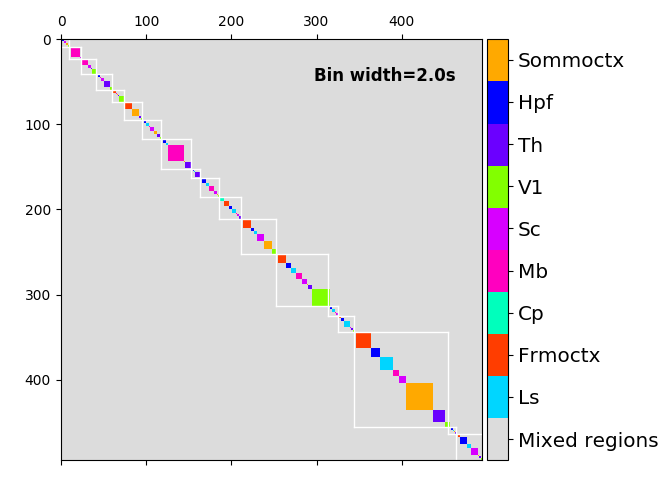 0 100 200 300 400
0
100
200
300
400
Bin width=2.0s
Sommoctx
Hpf
Th
V1
Sc
Mb
Cp
Frmoctx
Ls
Mixed regions